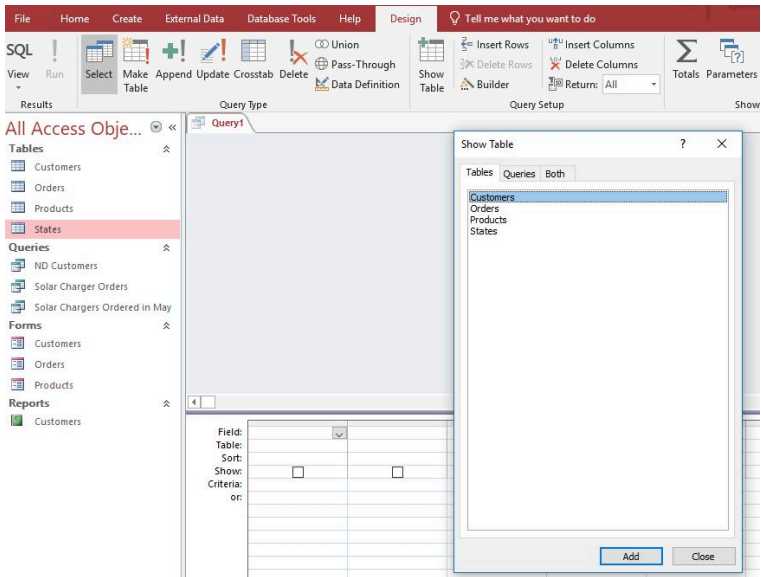 File Home Create External Data Database Tools Help Design Tell me what you want to do
SQL
View
Run
Results
Select
Make Table
Append
Update
Crosstab
Delete
Union
Pass-Through
Data Definition
Query Type
Show Table
Insert Rows
Delete Rows
Builder
Insert Columns
Delete Columns
Return: All
Query Setup
Totals
Parameters
Show
All Access Obje...
Tables
Customers
Orders
Products
States
Queries
ND Customers
Solar Charger Orders
Solar Chargers Ordered in May
Forms
Customers
Orders
Products
Reports
Customers
Query1
Field:
Table:
Sort:
Show:
Criteria:
or:
Show Table ?
Tables Queries Both
Customers
Orders
Products
States
Add Close